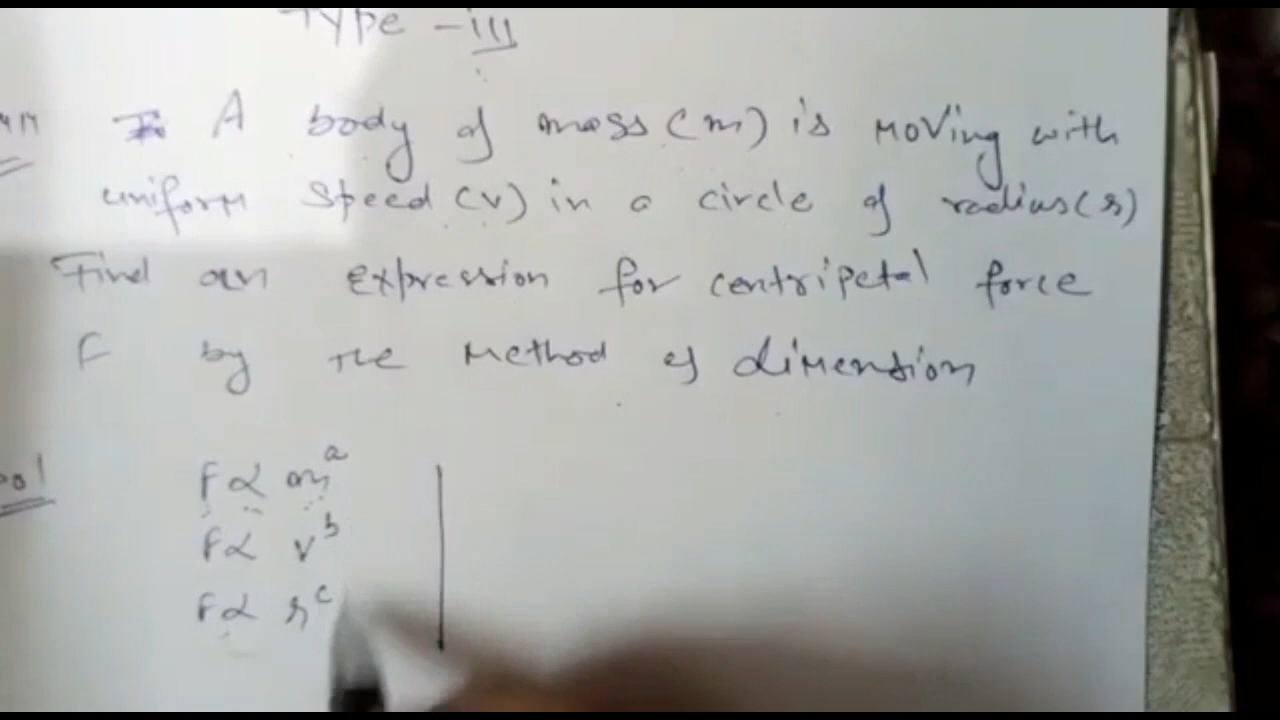 Type - III
A body of mass (m) is moving with
uniform speed (v) in a circle of radius (r)
Find an expression for centripetal force
F by the method of dimension
F ∝ m^a
F ∝ v^b
F ∝ r^c